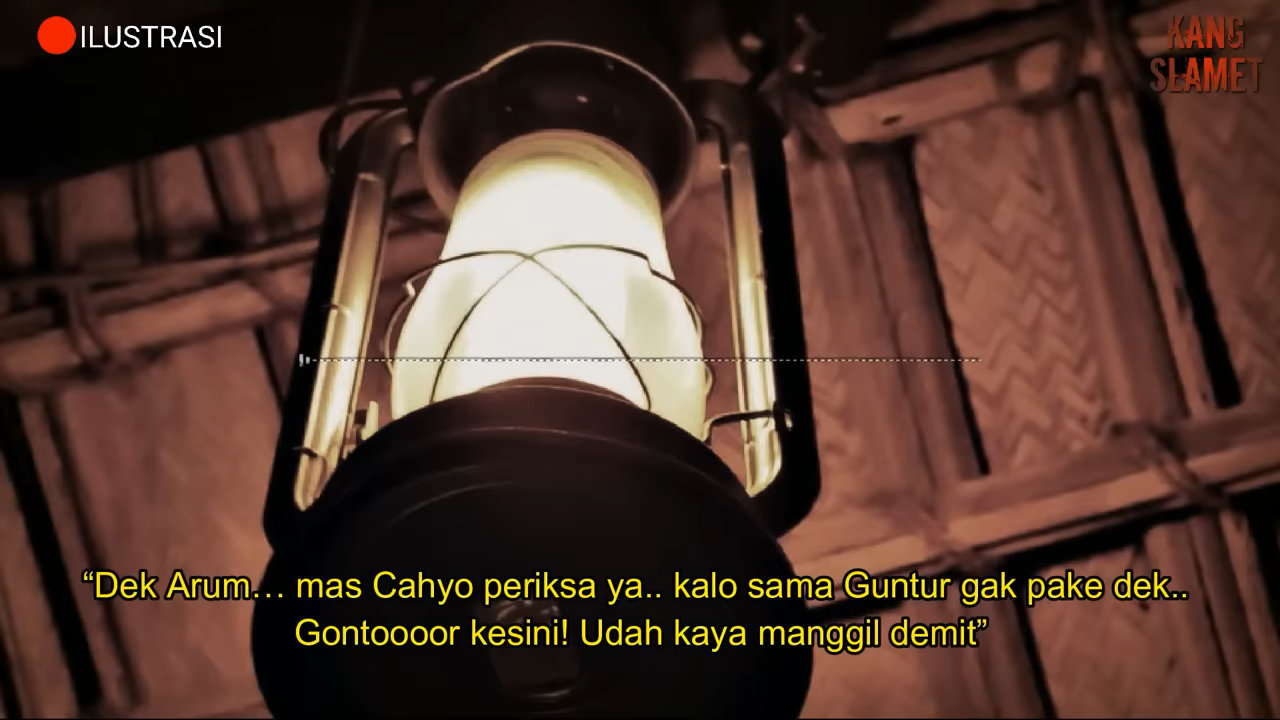 ILUSTRASI
KANG
SLAMET
“Dek Arum… mas Cahyo periksa ya.. kalo sama Guntur gak pake dek..
Gontoooor kesini! Udah kaya manggil demit”